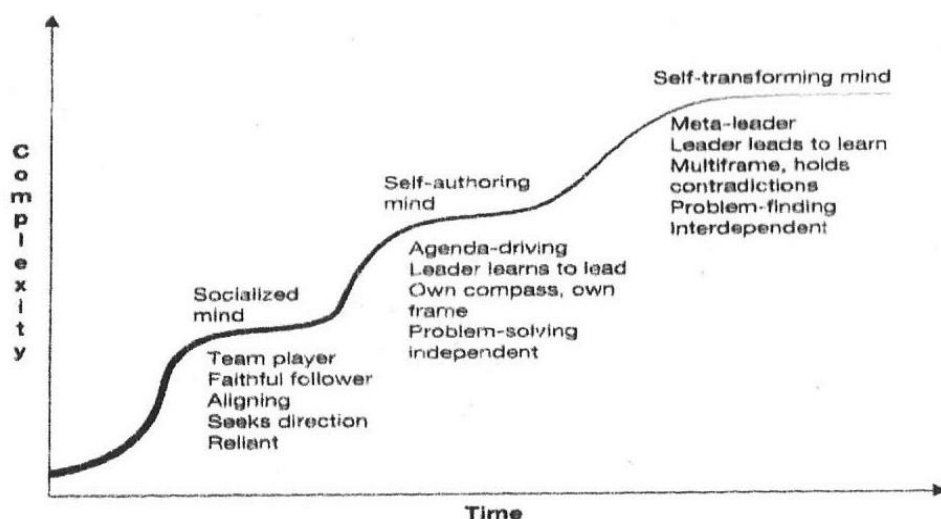 Complexity
Self-transforming mind
Meta-leader
Leader leads to learn
Multiframe, holds
contradictions
Problem-finding
Interdependent
Self-authoring
mind
Agenda-driving
Leader learns to lead
Own compass, own
frame
Problem-solving
independent
Socialized
mind
Team player
Faithful follower
Aligning
Seeks direction
Reliant
Time